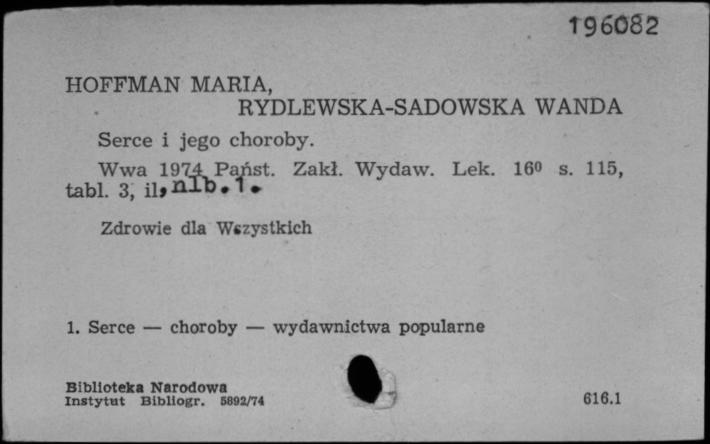 196082
HOFFMAN MARIA,
RYDLEWSKA-SADOWSKA WANDA
Serce i jego choroby.
Wwa 1974 Państ. Zakł. Wydaw. Lek. 16⁰ s. 115,
tabl. 3, il, nlb. 1.
Zdrowie dla Wszystkich
1. Serce — choroby — wydawnictwa popularne
Biblioteka Narodowa
Instytut Bibliogr. 5892/74
616.1